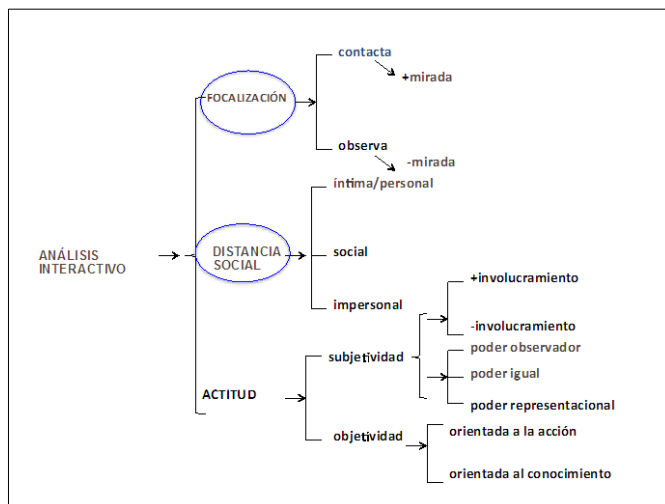 contacta
+mirada
FOCALIZACIÓN
observa
-mirada
íntima/personal
ANÁLISIS
INTERACTIVO
DISTANCIA
SOCIAL
social
impersonal
+involucramiento
-involucramiento
subjetividad
poder observador
poder igual
poder representacional
ACTITUD
objetividad
orientada a la acción
orientada al conocimiento